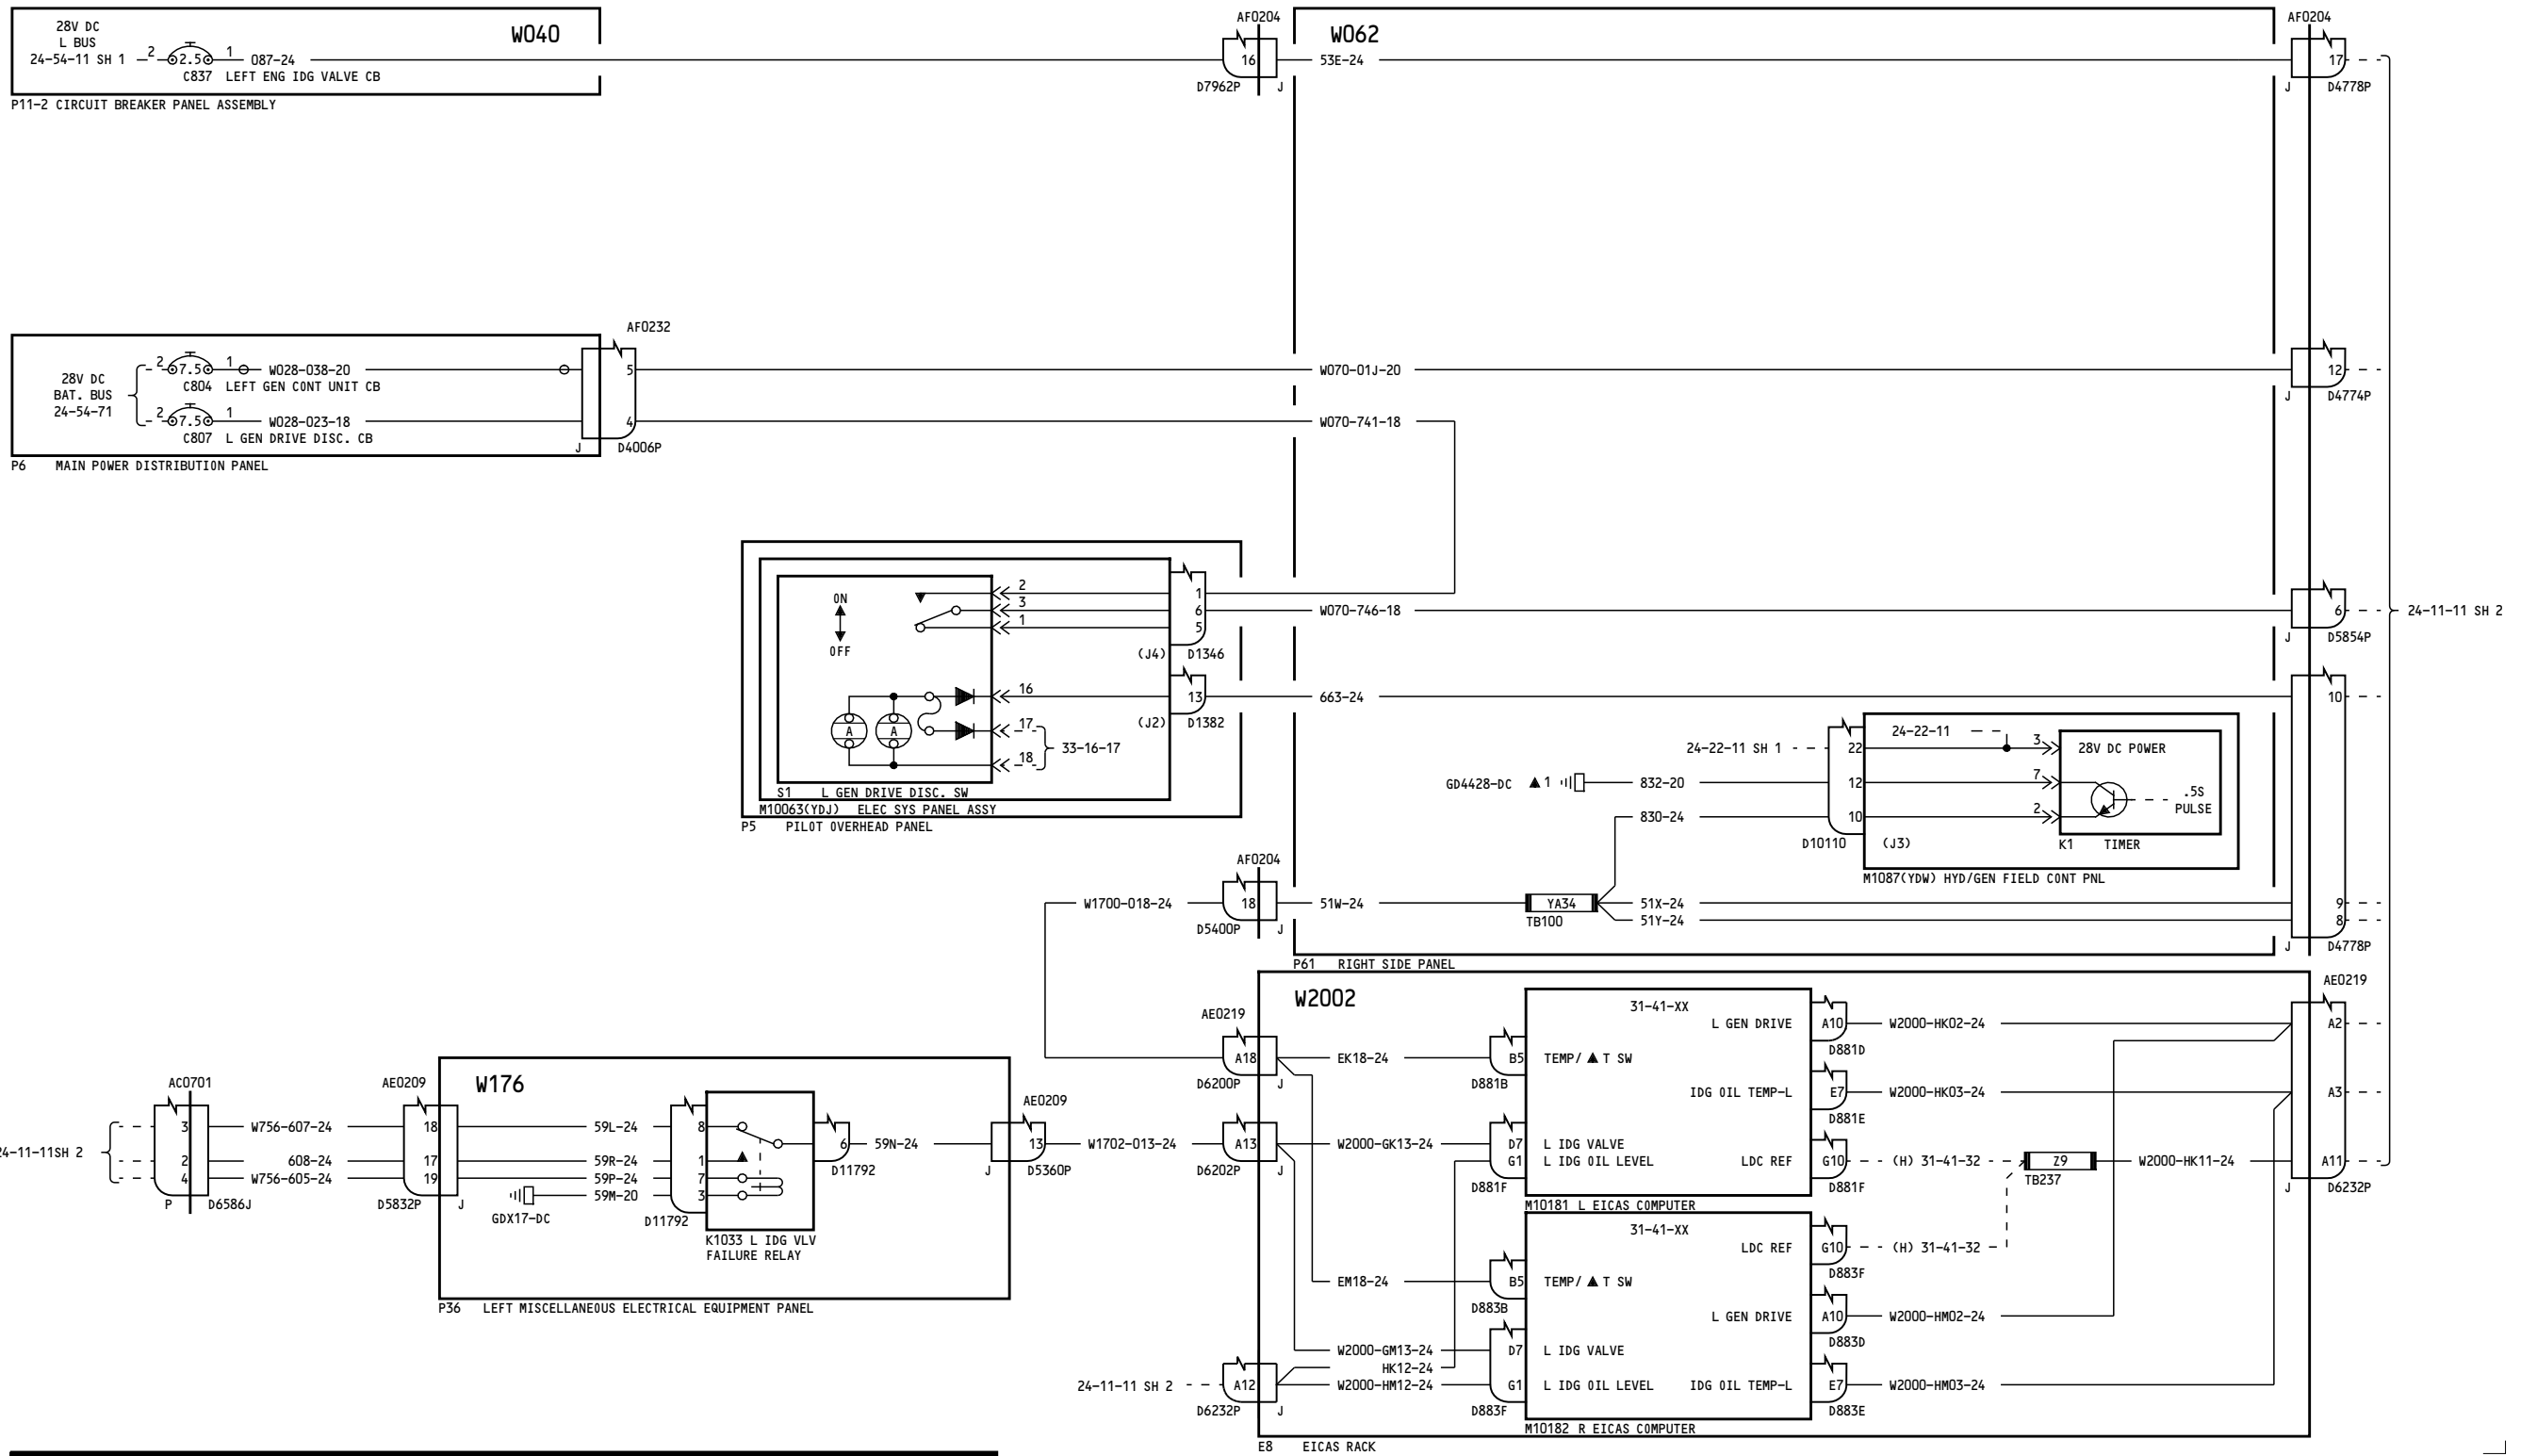 28V DC
L BUS
24-54-11 SH 1
2
2.5
1
087-24
C837 LEFT ENG IDG VALVE CB
W040
P11-2 CIRCUIT BREAKER PANEL ASSEMBLY
AF0204
16
D7962P
J
W062
53E-24
AF0204
17
J
D4778P
28V DC
BAT. BUS
24-54-71
2
7.5
1
W028-038-20
C804 LEFT GEN CONT UNIT CB
2
7.5
1
W028-023-18
C807 L GEN DRIVE DISC. CB
AF0232
5
4
J
D4006P
P6 MAIN POWER DISTRIBUTION PANEL
W070-01J-20
W070-741-18
12
J
D4774P
ON
OFF
2
3
1
1
6
5
(J4)
D1346
W070-746-18
6
J
D5854P
24-11-11 SH 2
A
A
16
17
18
33-16-17
13
(J2)
D1382
663-24
10
S1 L GEN DRIVE DISC. SW
M10063(YDJ) ELEC SYS PANEL ASSY
P5 PILOT OVERHEAD PANEL
24-22-11 SH 1
22
24-22-11
3
28V DC POWER
GD4428-DC
1
832-20
12
7
.5S
PULSE
830-24
10
2
D10110
(J3)
K1 TIMER
M1087(YDW) HYD/GEN FIELD CONT PNL
AF0204
W1700-018-24
18
D5400P
J
51W-24
YA34
TB100
51X-24
51Y-24
9
8
J
D4778P
P61 RIGHT SIDE PANEL
W2002
AE0219
A18
D6200P
J
EK18-24
B5
D881B
31-41-XX
L GEN DRIVE
TEMP/▲T SW
IDG OIL TEMP-L
L IDG VALVE
L IDG OIL LEVEL
LDC REF
M10181 L EICAS COMPUTER
A10
D881D
W2000-HK02-24
E7
D881E
W2000-HK03-24
G10
D881F
(H) 31-41-32
Z9
TB237
W2000-HK11-24
AE0219
A2
A3
A11
J
D6232P
A13
D6202P
J
W2000-GK13-24
D7
G1
D881F
24-11-11SH 2
AC0701
3
2
4
P
D6586J
W756-607-24
608-24
W756-605-24
AE0209
18
17
19
D5832P
J
W176
59L-24
59R-24
59P-24
59M-20
GDX17-DC
8
1
7
3
D11792
K1033 L IDG VLV
FAILURE RELAY
6
D11792
59N-24
AE0209
13
J
D5360P
W1702-013-24
P36 LEFT MISCELLANEOUS ELECTRICAL EQUIPMENT PANEL
31-41-XX
LDC REF
G10
D883F
(H) 31-41-32
EM18-24
B5
D883B
TEMP/▲T SW
L GEN DRIVE
A10
D883D
W2000-HM02-24
W2000-GM13-24
D7
L IDG VALVE
HK12-24
24-11-11 SH 2
A12
D6232P
J
W2000-HM12-24
G1
D883F
L IDG OIL LEVEL
IDG OIL TEMP-L
E7
D883E
W2000-HM03-24
M10182 R EICAS COMPUTER
E8 EICAS RACK